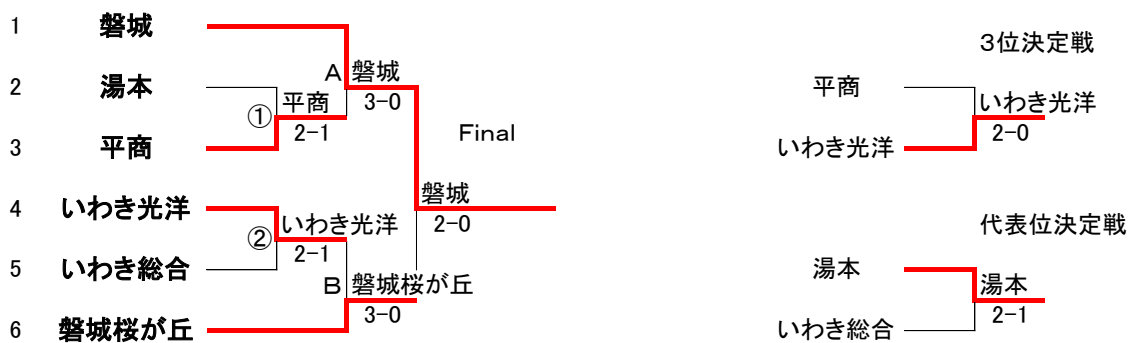 1 磐城
2 湯本
3 平商
4 いわき光洋
5 いわき総合
6 磐城桜が丘
① 平商
2-1
② いわき光洋
2-1
A 磐城
3-0
B 磐城桜が丘
3-0
Final
磐城
2-0
3位決定戦
平商
いわき光洋
いわき光洋
2-0
代表位決定戦
湯本
いわき総合
湯本
2-1